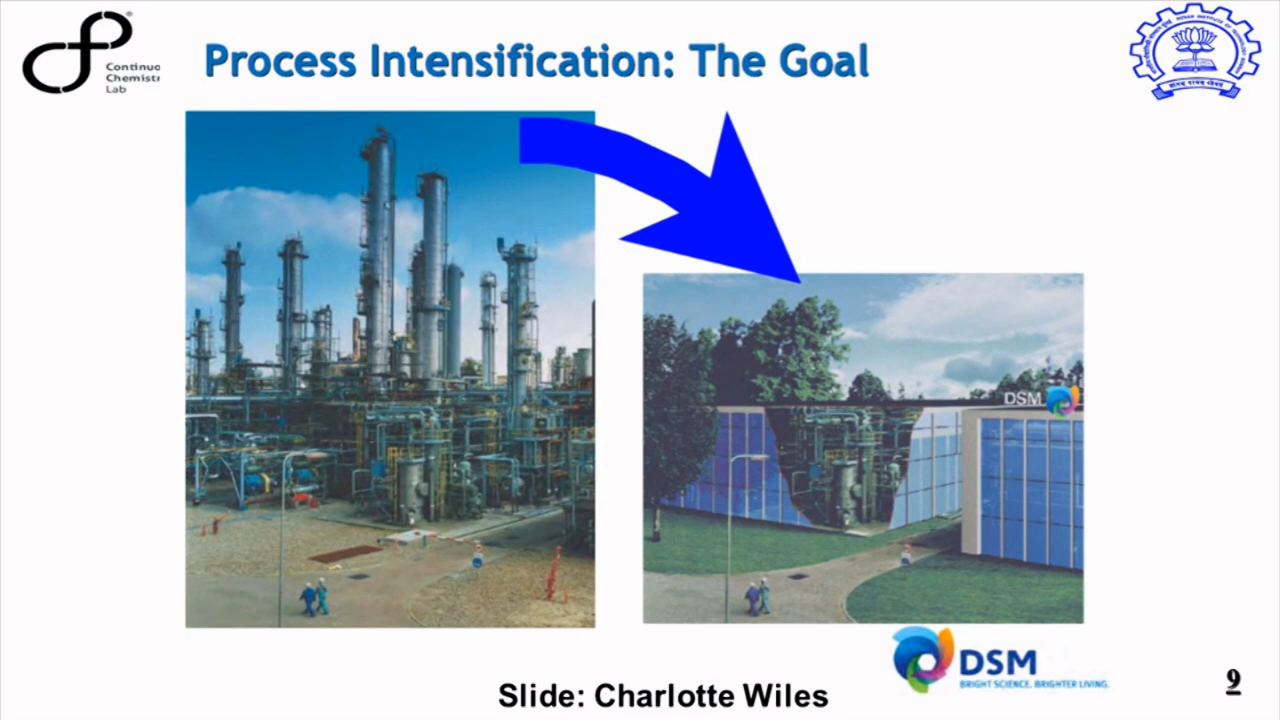 Continuo
Chemistr
Lab
Process Intensification: The Goal
DSM
DSM
BRIGHT SCIENCE. BRIGHTER LIVING.
Slide: Charlotte Wiles
9